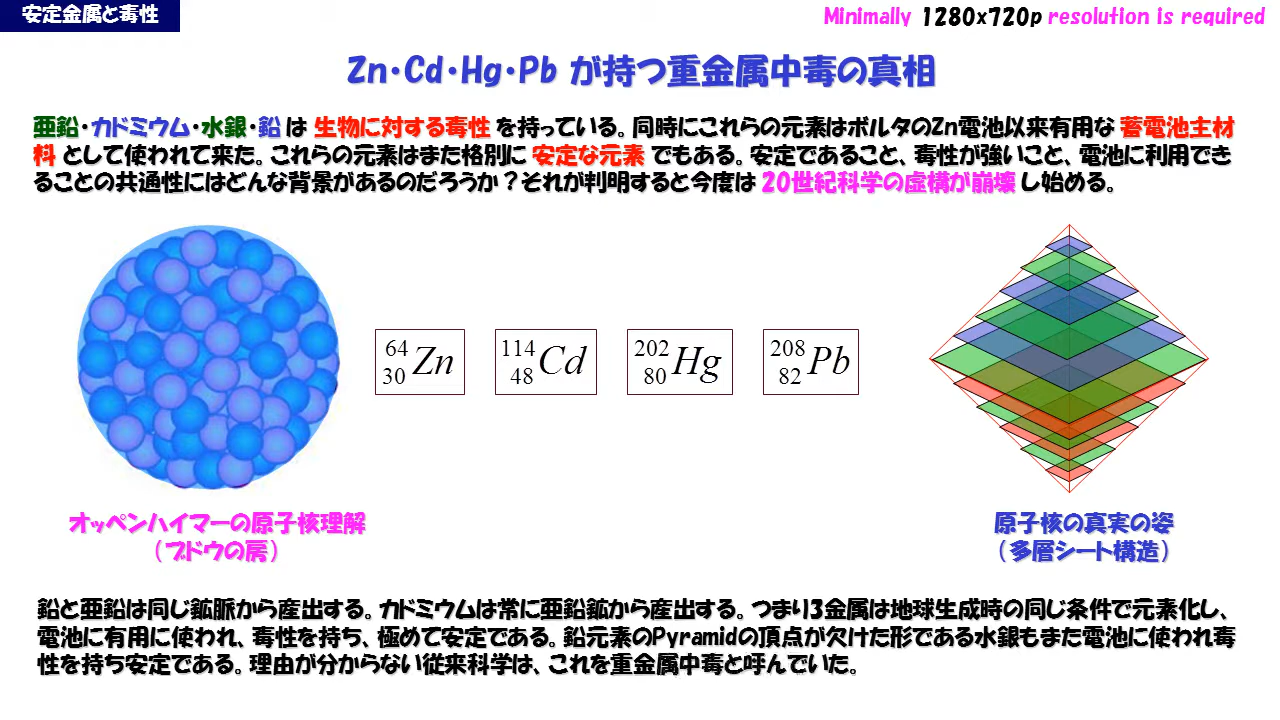 安定金属と毒性
Minimally 1280x720p resolution is required
Zn・Cd・Hg・Pb が持つ重金属中毒の真相
亜鉛・カドミウム・水銀・鉛 は 生物に対する毒性 を持っている。同時にこれらの元素はボルタのZn電池以来有用な 蓄電池主材
料 として使われて来た。これらの元素はまた格別に 安定な元素 でもある。安定であること、毒性が強いこと、電池に利用でき
ることの共通性にはどんな背景があるのだろうか？それが判明すると今度は 20世紀科学の虚構が崩壊 し始める。
64 30 Zn
114 48 Cd
202 80 Hg
208 82 Pb
オッペンハイマーの原子核理解
（ブドウの房）
原子核の真実の姿
（多層シート構造）
鉛と亜鉛は同じ鉱脈から産出する。カドミウムは常に亜鉛鉱から産出する。つまり3金属は地球生成時の同じ条件で元素化し、
電池に有用に使われ、毒性を持ち、極めて安定である。鉛元素のPyramidの頂点が欠けた形である水銀もまた電池に使われ毒
性を持ち安定である。理由が分からない従来科学は、これを重金属中毒と呼んでいた。